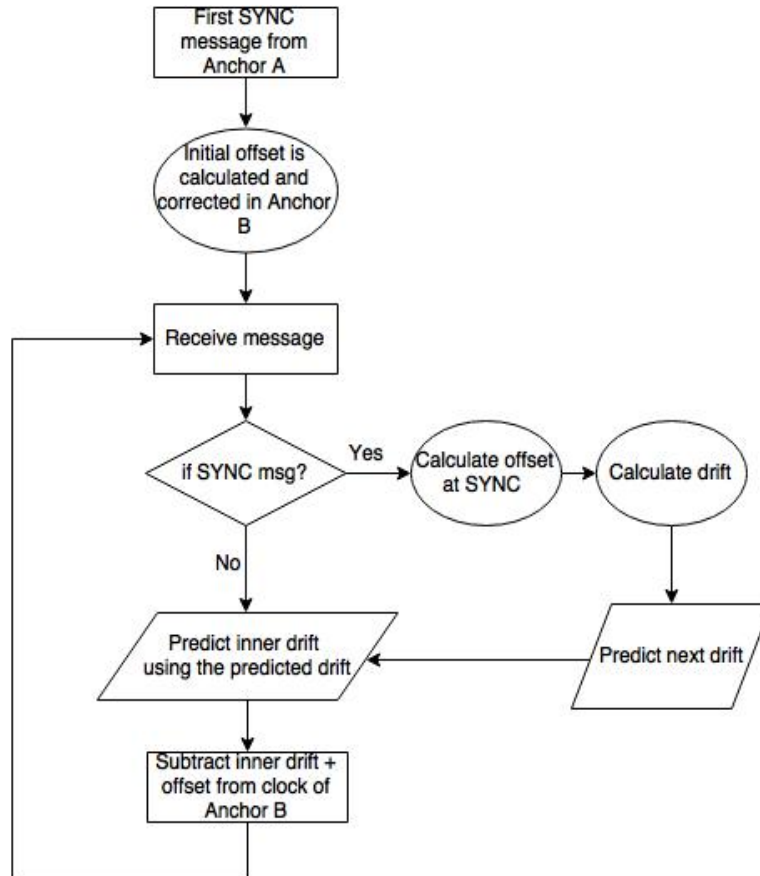 First SYNC
message from
Anchor A
Initial offset is
calculated and
corrected in Anchor
B
Receive message
if SYNC msg?
Yes
Calculate offset
at SYNC
Calculate drift
No
Predict inner drift
using the predicted drift
Predict next drift
Subtract inner drift +
offset from clock of
Anchor B